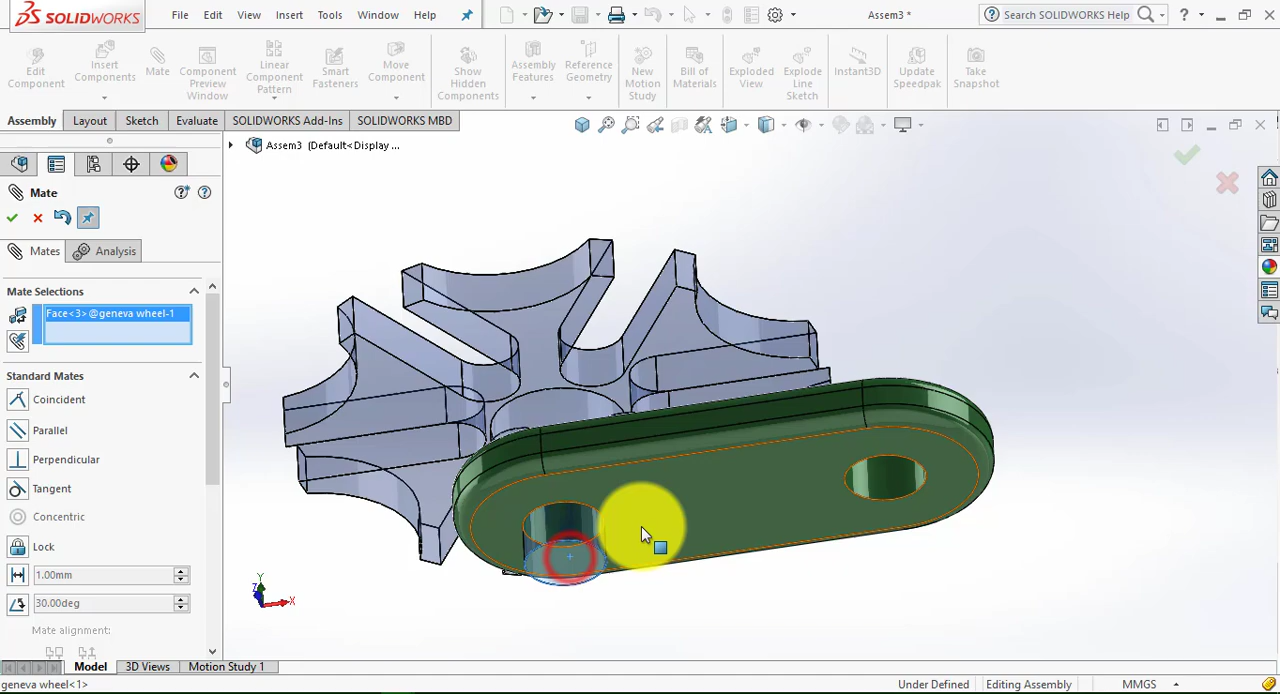 SOLIDWORKS File Edit View Insert Tools Window Help Assem3 * Search SOLIDWORKS Help ?
Edit Component
Insert Components
Mate
Component Preview Window
Linear Component Pattern
Smart Fasteners
Move Component
Show Hidden Components
Assembly Features
Reference Geometry
New Motion Study
Bill of Materials
Exploded View
Explode Line Sketch
Instant3D
Update Speedpak
Take Snapshot
Assembly Layout Sketch Evaluate SOLIDWORKS Add-Ins SOLIDWORKS MBD
Assem3 (Default<Display ...
Mate
Mates Analysis
Mate Selections
Face<3>@geneva wheel-1
Standard Mates
Coincident
Parallel
Perpendicular
Tangent
Concentric
Lock
1.00mm
30.00deg
Mate alignment:
Y
Z
X
Model 3D Views Motion Study 1
geneva wheel<1> Under Defined Editing Assembly MMGS